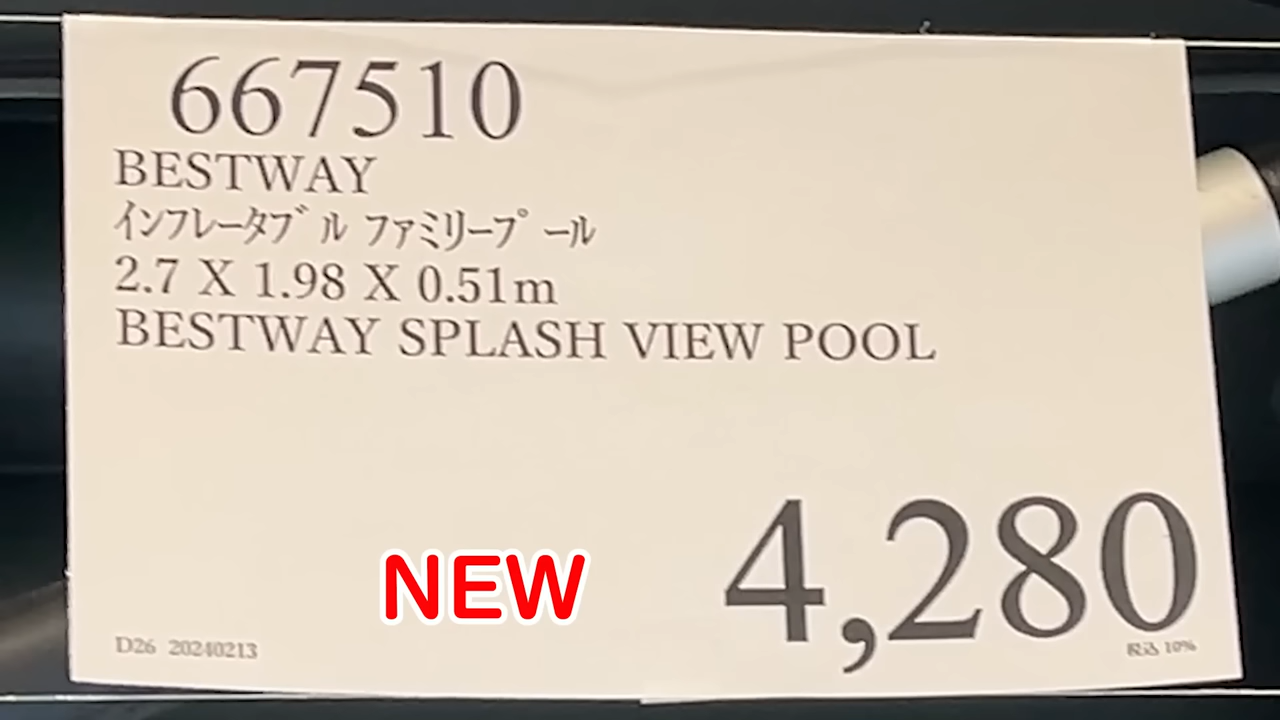 667510
BESTWAY
インフレータブル ファミリープール
2.7 X 1.98 X 0.51m
BESTWAY SPLASH VIEW POOL
NEW
4,280
D26 20240213
税込 10%